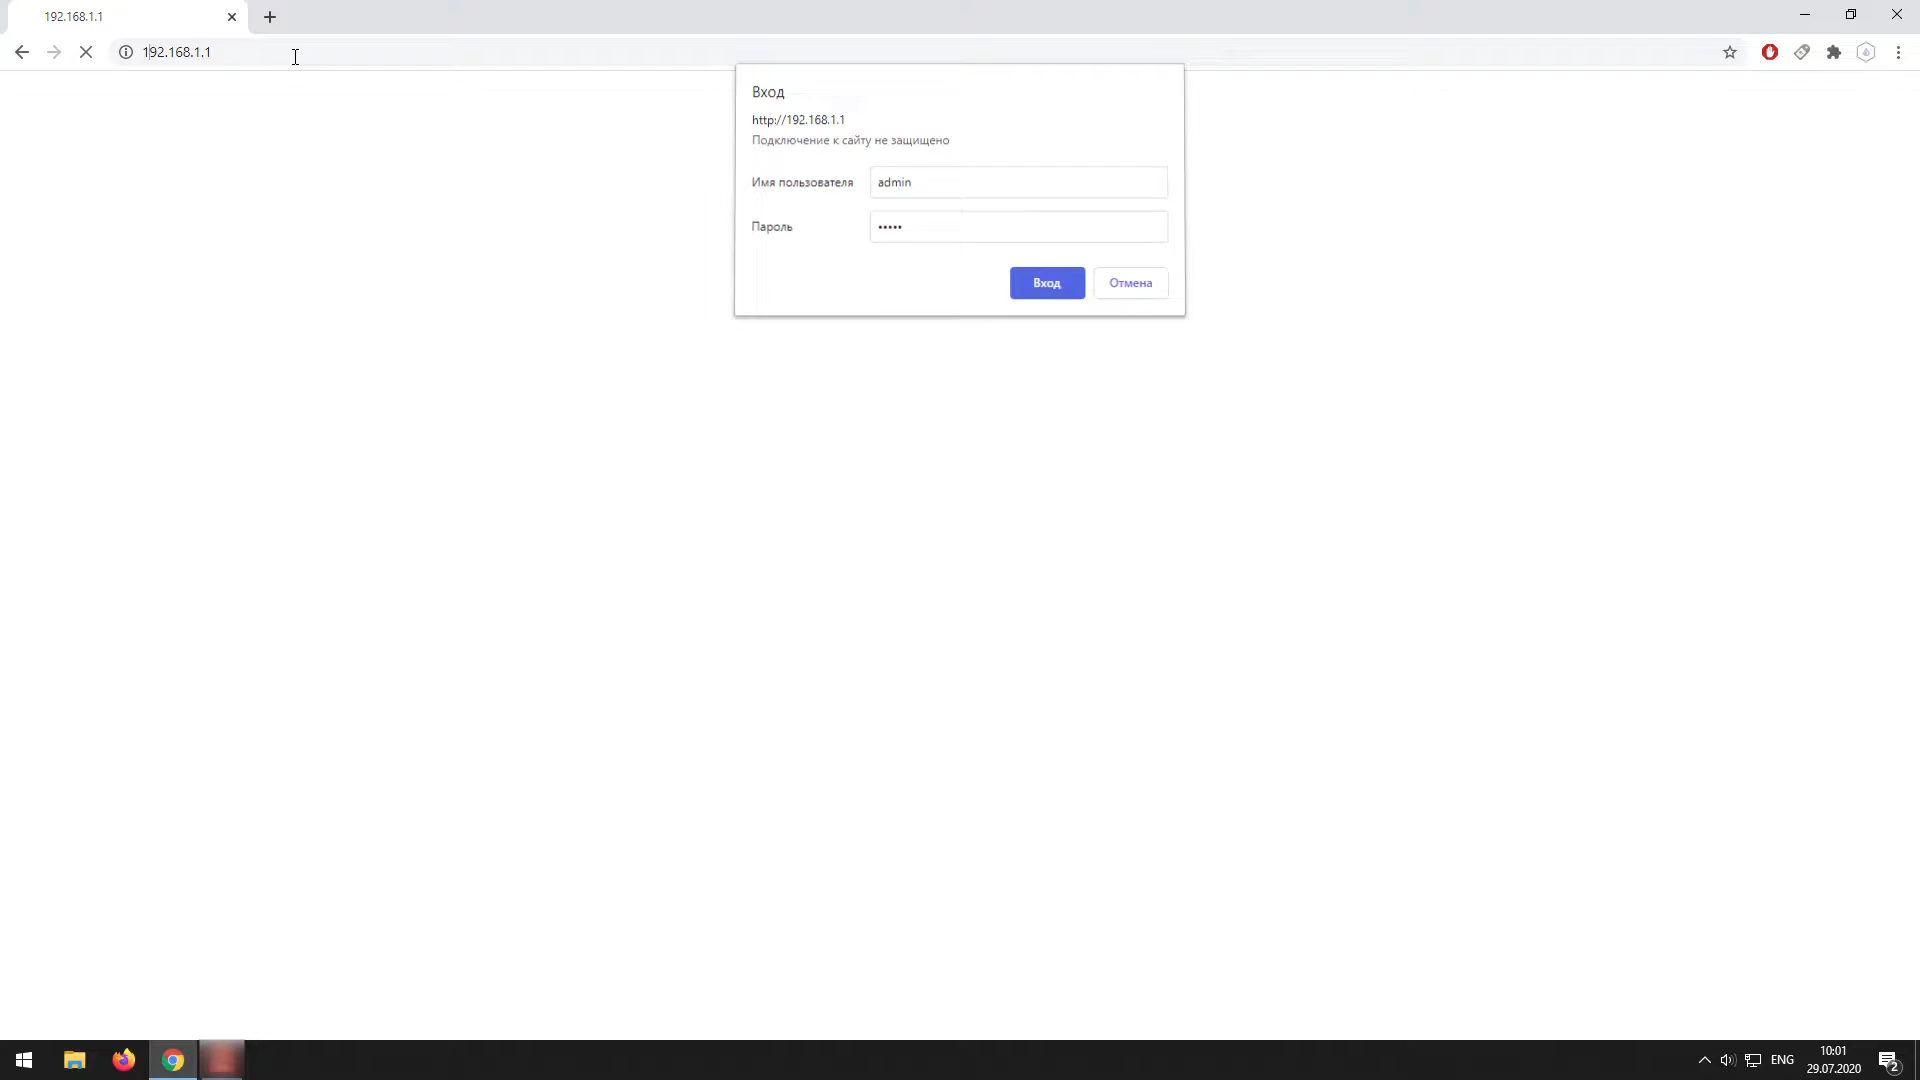 192.168.1.1
192.168.1.1
Вход
http://192.168.1.1
Подключение к сайту не защищено
Имя пользователя admin
Пароль •••••
Вход Отмена
ENG
10:01
29.07.2020
2